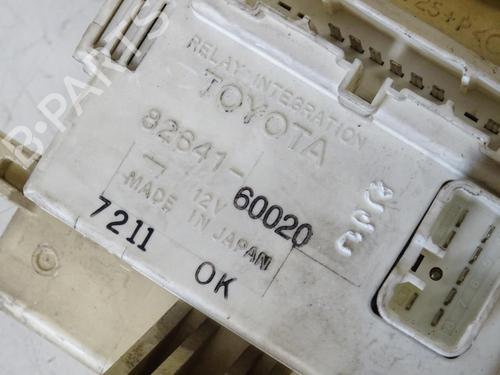 RELAY INTEGRATION
TOYOTA
82641-60020
12V
MADE IN JAPAN
7211 OK
B-PARTS